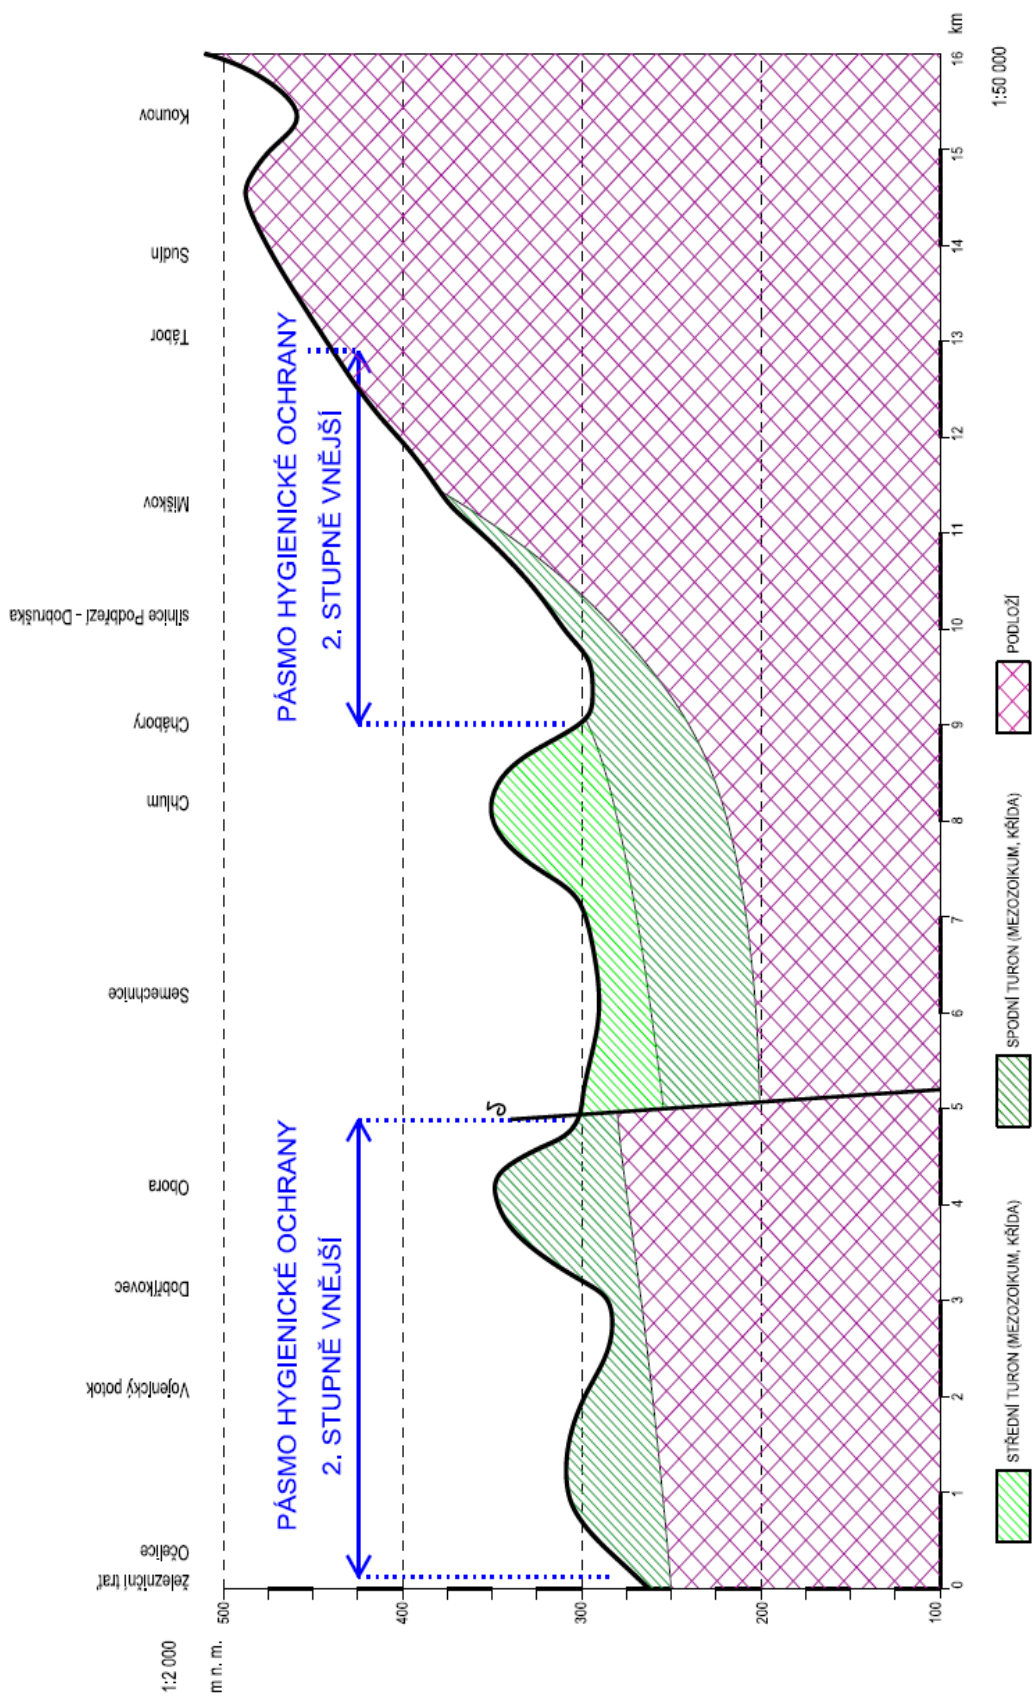 1:2 000
m n. m.
500
400
300
200
100
železniční trať
Očelice
Vojenický potok
Dobříkovec
Obora
Semechnice
Chlum
Chábory
silnice Podbřezí - Dobruška
Miškov
Tábor
Sudín
Kounov
PÁSMO HYGIENICKÉ OCHRANY
2. STUPNĚ VNĚJŠÍ
PÁSMO HYGIENICKÉ OCHRANY
2. STUPNĚ VNĚJŠÍ
0 1 2 3 4 5 6 7 8 9 10 11 12 13 14 15 16 km
1:50 000
STŘEDNÍ TURON (MEZOZOIKUM, KŘÍDA)
SPODNÍ TURON (MEZOZOIKUM, KŘÍDA)
PODLOŽÍ